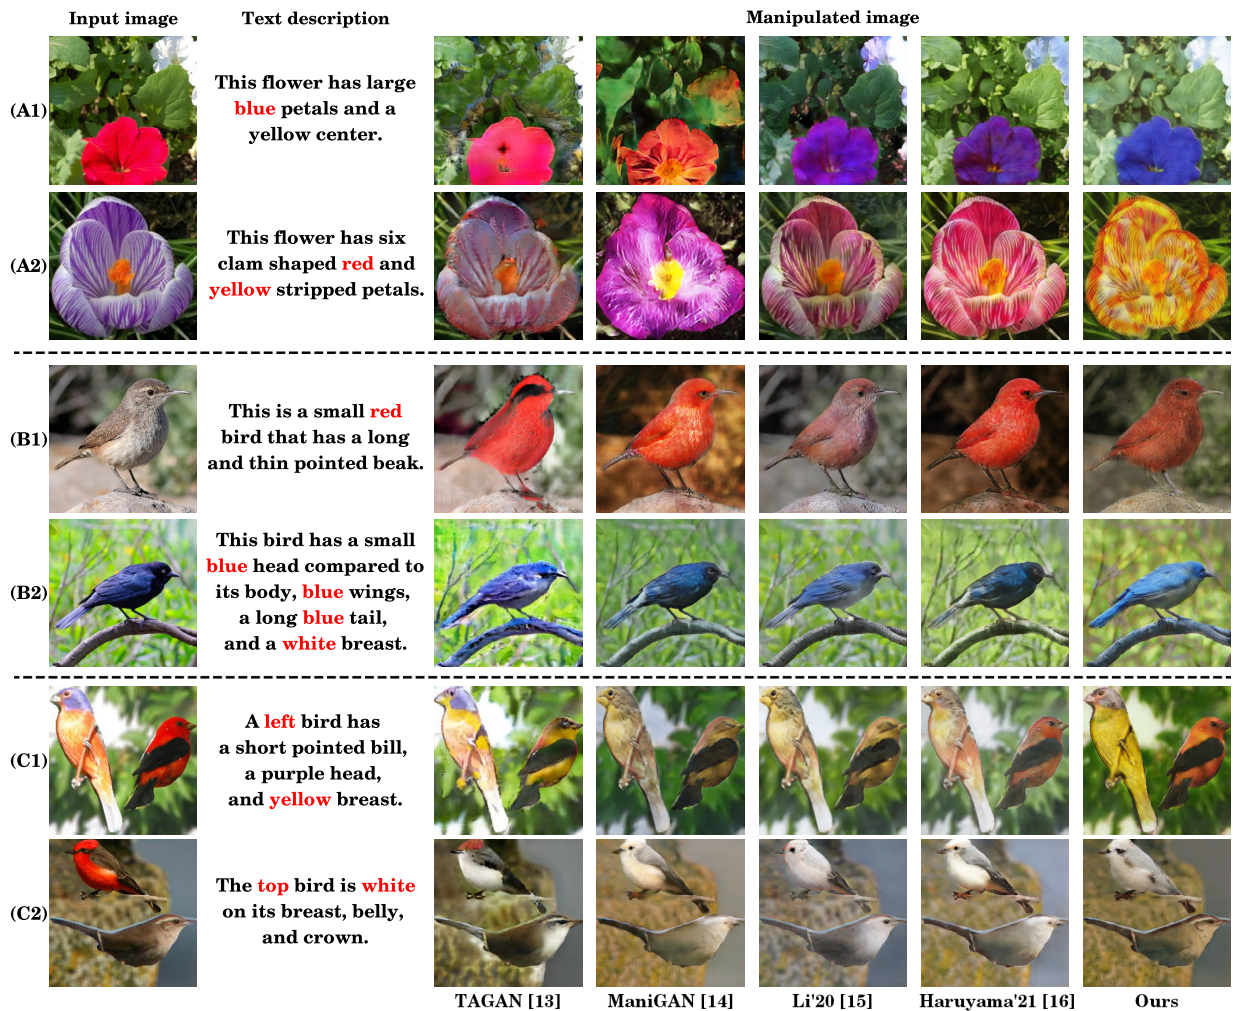 Input image
Text description
Manipulated image
(A1)
This flower has large
blue petals and a
yellow center.
(A2)
This flower has six
clam shaped red and
yellow stripped petals.
(B1)
This is a small red
bird that has a long
and thin pointed beak.
(B2)
This bird has a small
blue head compared to
its body, blue wings,
a long blue tail,
and a white breast.
(C1)
A left bird has
a short pointed bill,
a purple head,
and yellow breast.
(C2)
The top bird is white
on its breast, belly,
and crown.
TAGAN [13]
ManiGAN [14]
Li'20 [15]
Haruyama'21 [16]
Ours